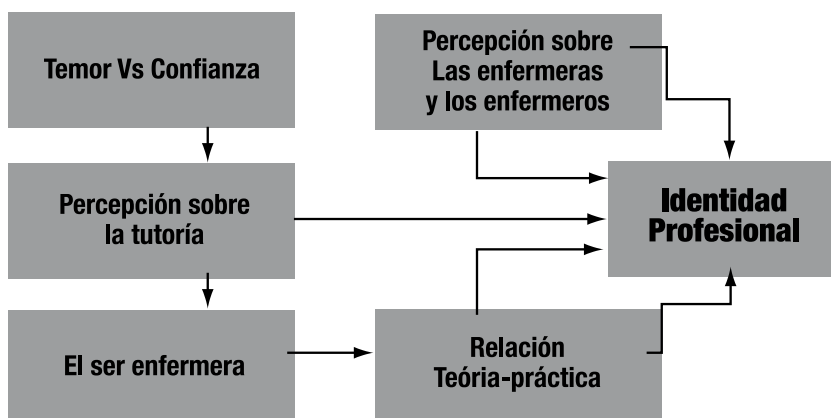 Temor Vs Confianza
Percepción sobre
Las enfermeras
y los enfermeros
Percepción sobre
la tutoría
Identidad
Profesional
El ser enfermera
Relación
Teória-práctica